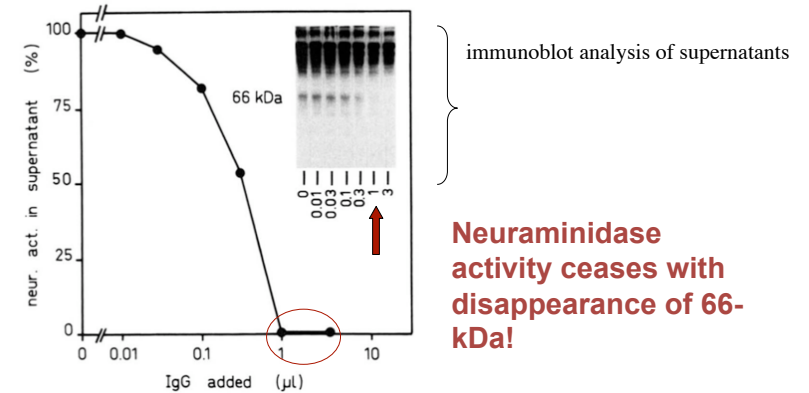 immunoblot analysis of supernatants
100
75
50
25
0
neur. act. in supernatant (%)
66 kDa
0
0.01
0.03
0.1
0.3
1
3
0 0.01 0.1 1 10
IgG added (µl)
Neuraminidase
activity ceases with
disappearance of 66-
kDa!